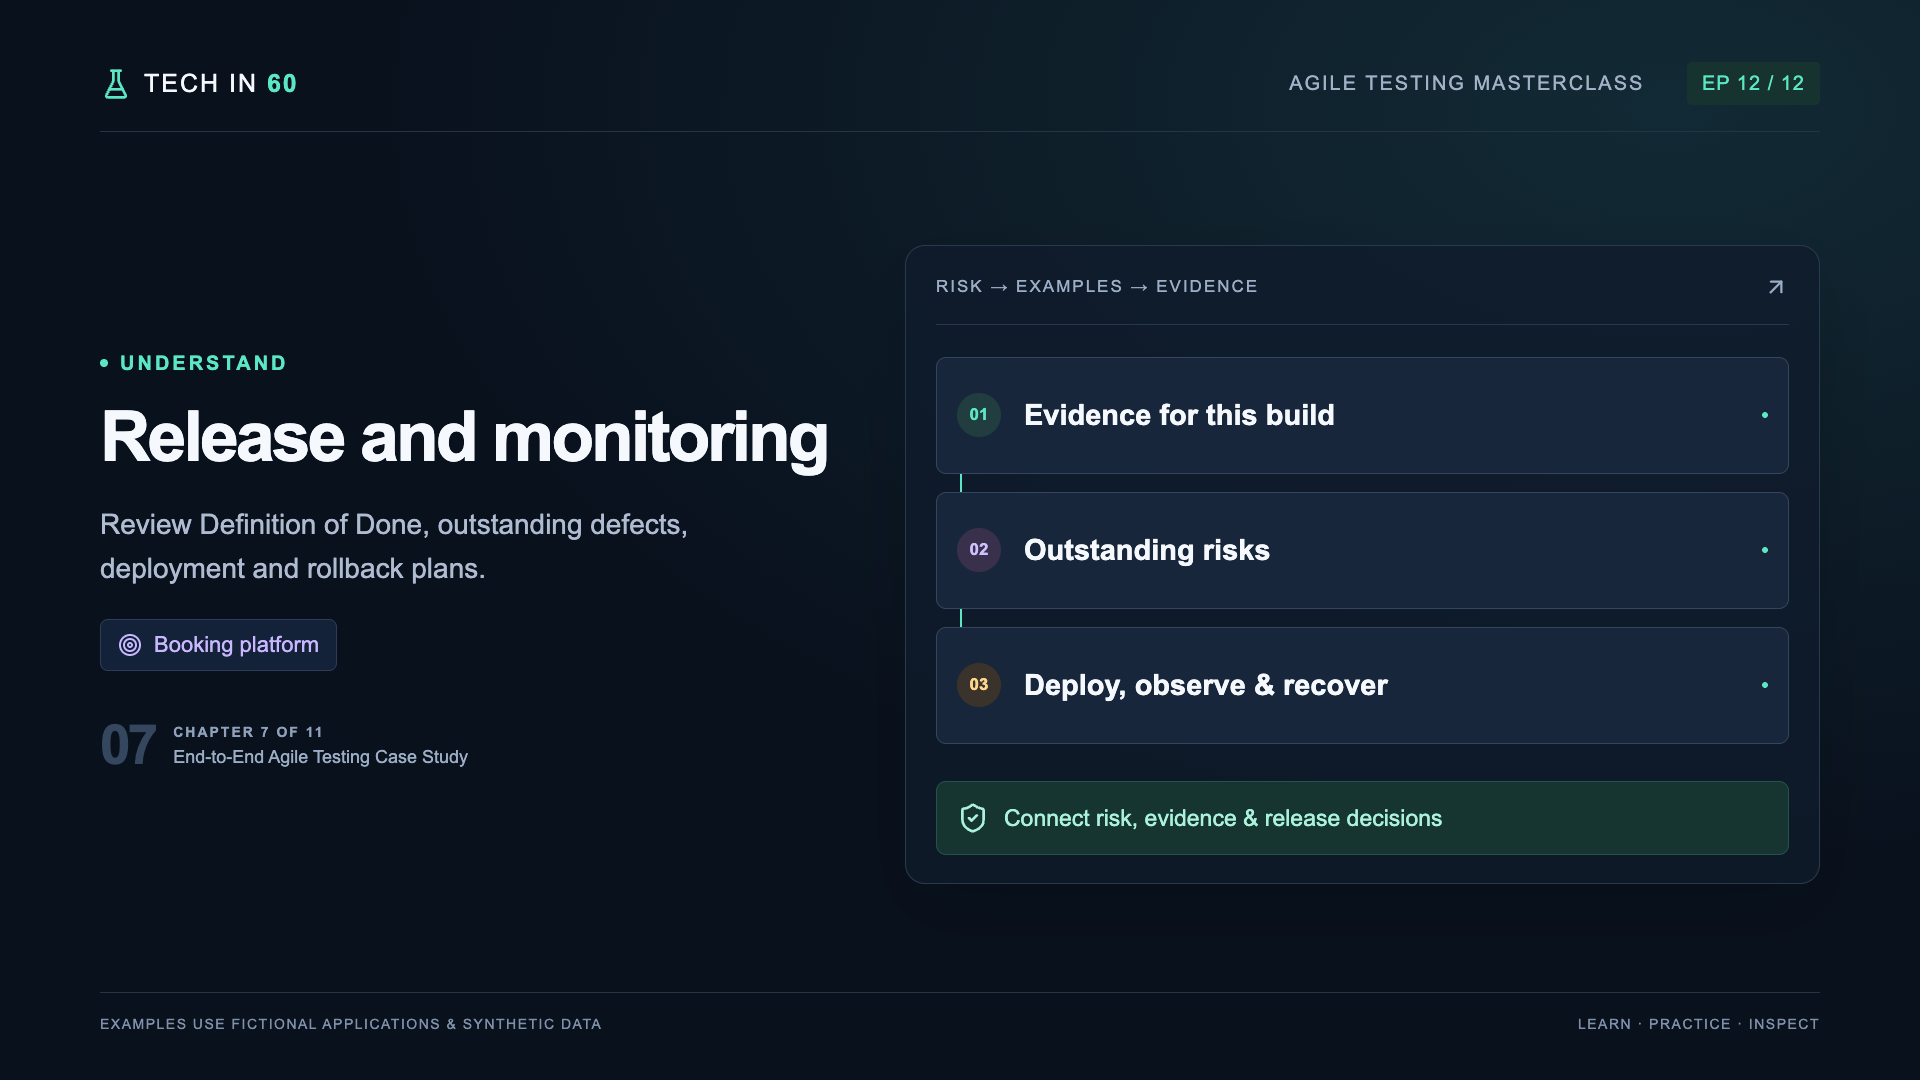 TECH IN 60
AGILE TESTING MASTERCLASS
EP 12 / 12
UNDERSTAND
Release and monitoring
Review Definition of Done, outstanding defects,
deployment and rollback plans.
Booking platform
07
CHAPTER 7 OF 11
End-to-End Agile Testing Case Study
RISK → EXAMPLES → EVIDENCE
01
Evidence for this build
02
Outstanding risks
03
Deploy, observe & recover
Connect risk, evidence & release decisions
EXAMPLES USE FICTIONAL APPLICATIONS & SYNTHETIC DATA
LEARN · PRACTICE · INSPECT